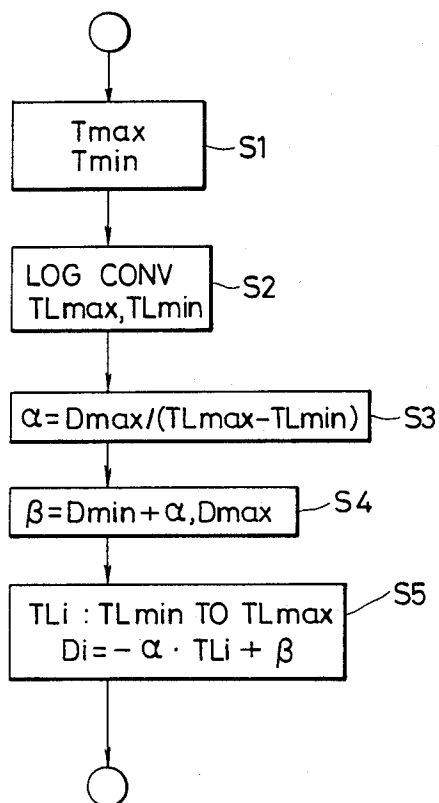 Tmax
Tmin
S1
LOG CONV
TLmax,TLmin
S2
α=Dmax/(TLmax-TLmin)
S3
β=Dmin+α,Dmax
S4
TLi : TLmin TO TLmax
Di=-α · TLi + β
S5